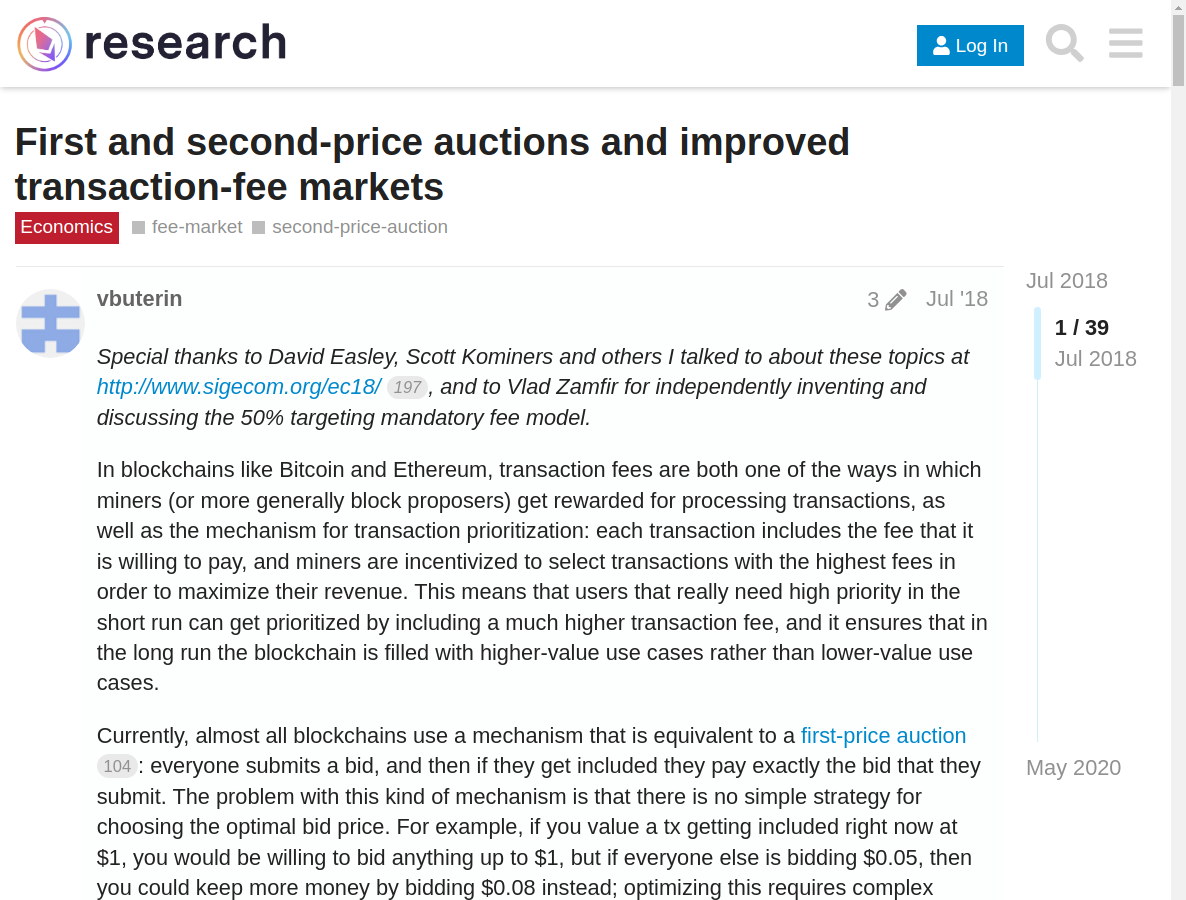 research
Log In
First and second-price auctions and improved
transaction-fee markets
Economics fee-market second-price-auction
vbuterin 3 Jul '18
Special thanks to David Easley, Scott Kominers and others I talked to about these topics at
http://www.sigecom.org/ec18/ 197, and to Vlad Zamfir for independently inventing and
discussing the 50% targeting mandatory fee model.
In blockchains like Bitcoin and Ethereum, transaction fees are both one of the ways in which
miners (or more generally block proposers) get rewarded for processing transactions, as
well as the mechanism for transaction prioritization: each transaction includes the fee that it
is willing to pay, and miners are incentivized to select transactions with the highest fees in
order to maximize their revenue. This means that users that really need high priority in the
short run can get prioritized by including a much higher transaction fee, and it ensures that in
the long run the blockchain is filled with higher-value use cases rather than lower-value use
cases.
Currently, almost all blockchains use a mechanism that is equivalent to a first-price auction
104: everyone submits a bid, and then if they get included they pay exactly the bid that they
submit. The problem with this kind of mechanism is that there is no simple strategy for
choosing the optimal bid price. For example, if you value a tx getting included right now at
$1, you would be willing to bid anything up to $1, but if everyone else is bidding $0.05, then
you could keep more money by bidding $0.08 instead; optimizing this requires complex
Jul 2018
1 / 39
Jul 2018
May 2020